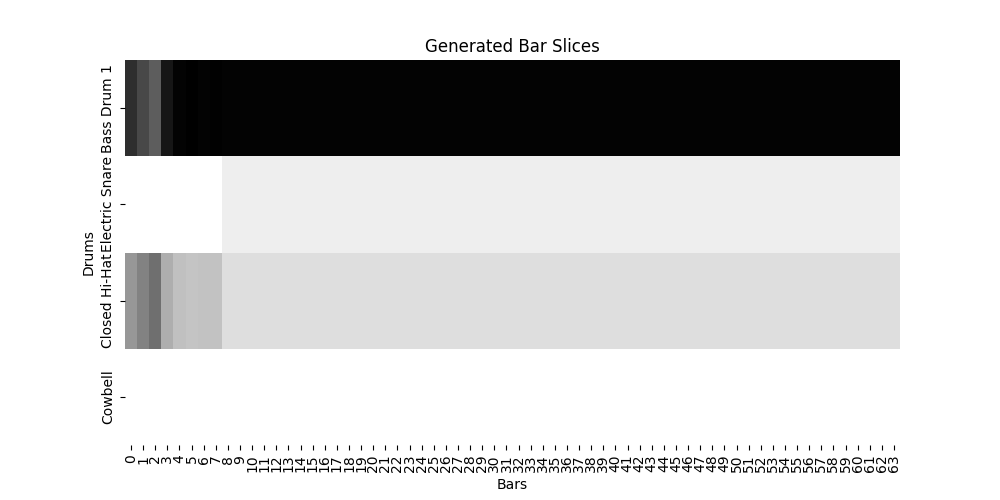 Generated Bar Slices
Drums
Bass Drum 1
Electric Snare
Closed Hi-Hat
Cowbell
0 1 2 3 4 5 6 7 8 9 10 11 12 13 14 15 16 17 18 19 20 21 22 23 24 25 26 27 28 29 30 31 32 33 34 35 36 37 38 39 40 41 42 43 44 45 46 47 48 49 50 51 52 53 54 55 56 57 58 59 60 61 62 63
Bars